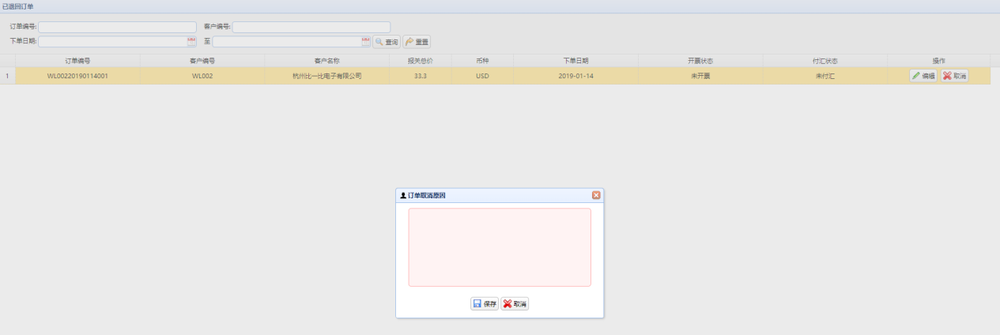 已退回订单
订单编号: 客户编号:
下单日期: 至 查询 重置
订单编号 客户编号 客户名称 报关总价 币种 下单日期 开票状态 付汇状态 操作
1 WL00220190114001 WL002 杭州比一比电子有限公司 33.3 USD 2019-01-14 未开票 未付汇 编辑 取消
订单取消原因
保存 取消